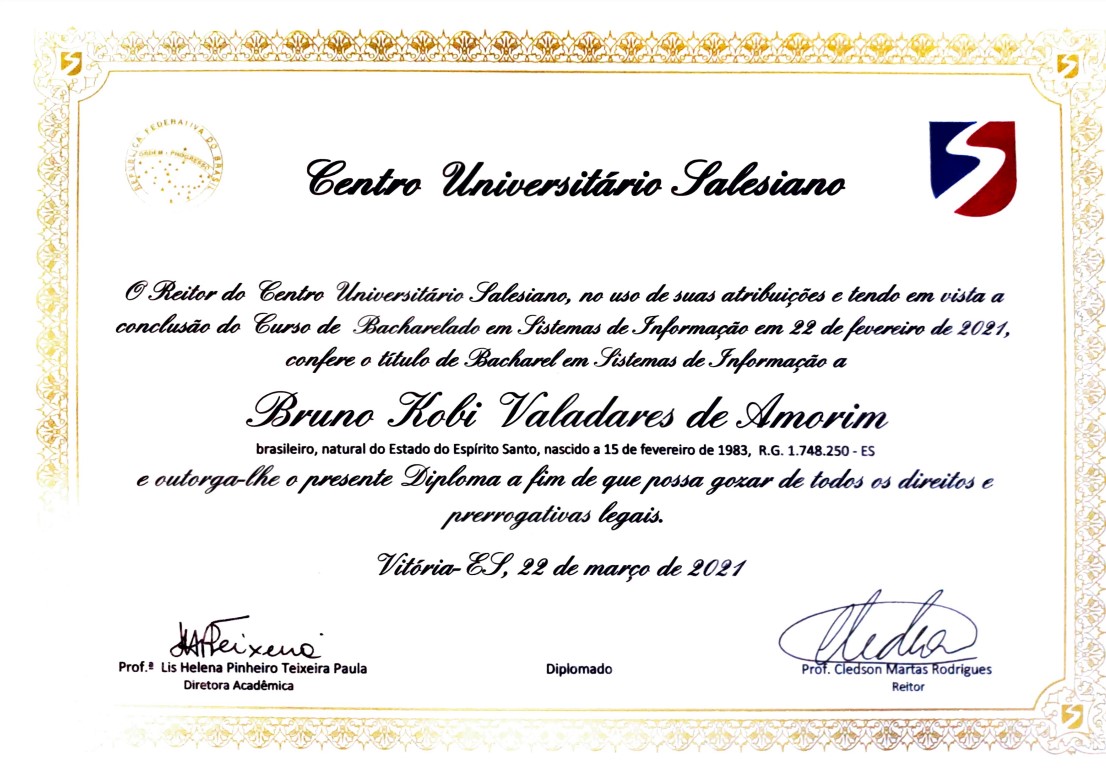 REPÚBLICA FEDERATIVA DO BRASIL
ORDEM E PROGRESSO
Centro Universitário Salesiano
O Reitor do Centro Universitário Salesiano, no uso de suas atribuições e tendo em vista a
conclusão do Curso de Bacharelado em Sistemas de Informação em 22 de fevereiro de 2021,
confere o título de Bacharel em Sistemas de Informação a
Bruno Kobi Valadares de Amorim
brasileiro, natural do Estado do Espírito Santo, nascido a 15 de fevereiro de 1983, R.G. 1.748.250 - ES
e outorga-lhe o presente Diploma a fim de que possa gozar de todos os direitos e
prerrogativas legais.
Vitória-ES, 22 de março de 2021
Prof.ª Lis Helena Pinheiro Teixeira Paula
Diretora Acadêmica
Diplomado
Prof. Cledson Martas Rodrigues
Reitor